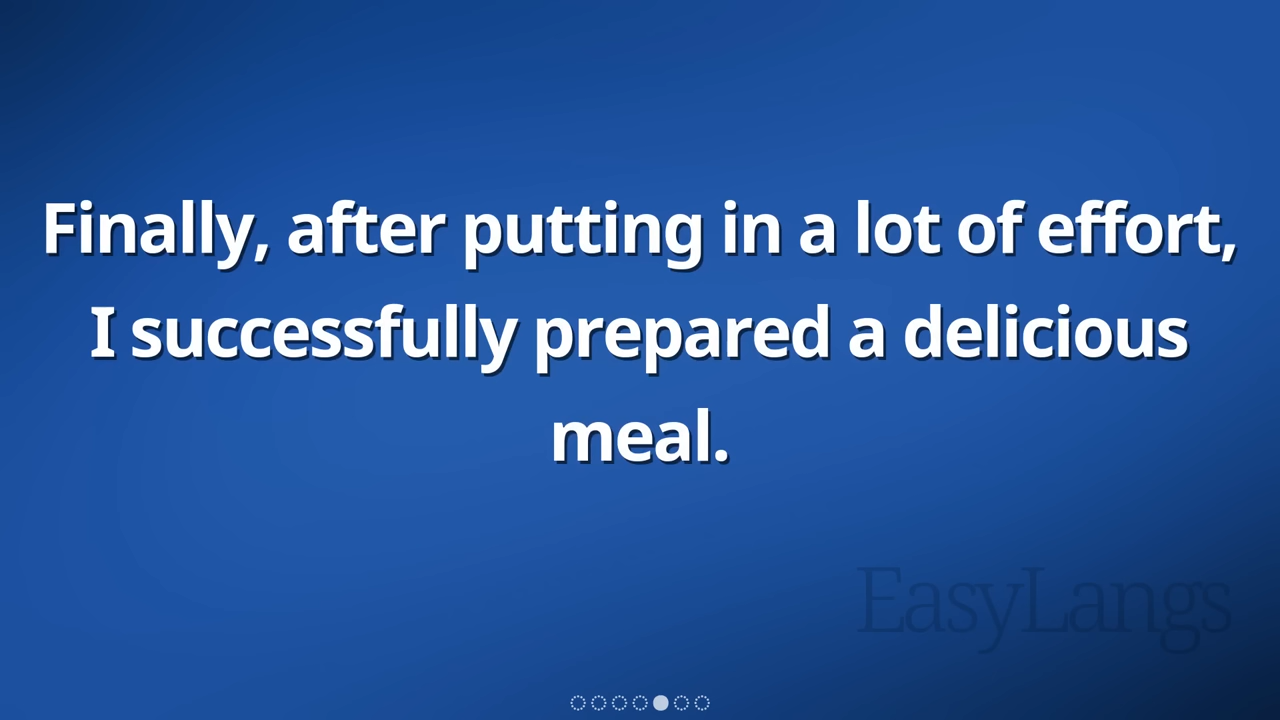 Finally, after putting in a lot of effort,
I successfully prepared a delicious
meal.
EasyLangs